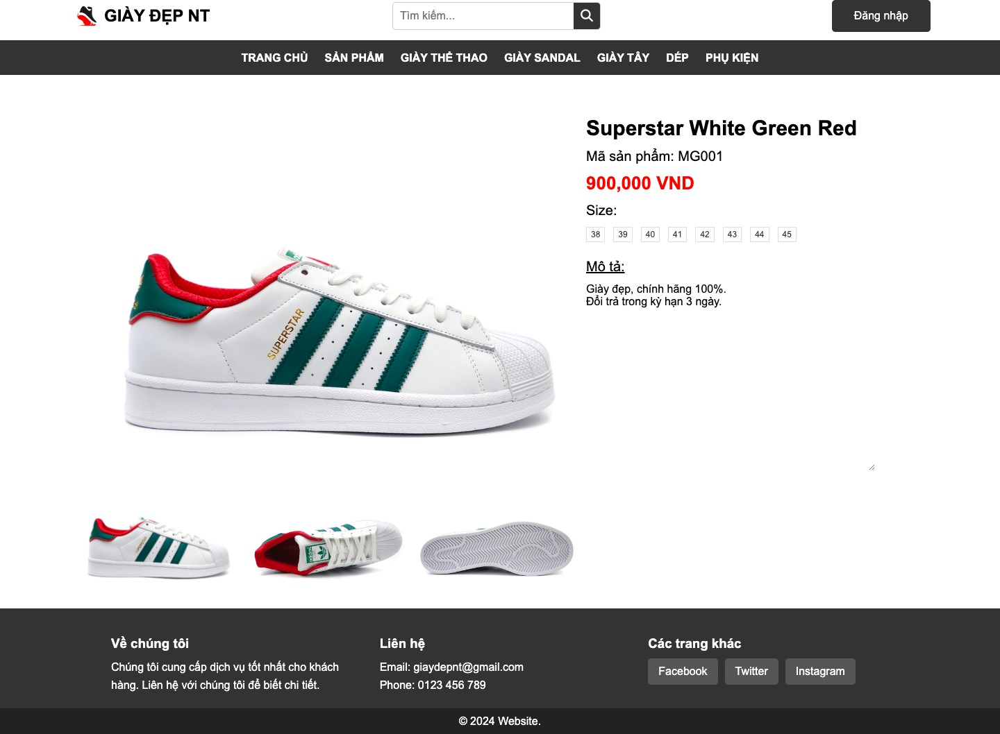 GIÀY ĐẸP NT
Tìm kiếm...
Đăng nhập
TRANG CHỦ SẢN PHẨM GIÀY THỂ THAO GIÀY SANDAL GIÀY TÂY DÉP PHỤ KIỆN
Superstar White Green Red
Mã sản phẩm: MG001
900,000 VND
Size:
38 39 40 41 42 43 44 45
Mô tả:
Giày đẹp, chính hãng 100%.
Đổi trả trong kỳ hạn 3 ngày.
SUPERSTAR
adidas
Về chúng tôi
Chúng tôi cung cấp dịch vụ tốt nhất cho khách
hàng. Liên hệ với chúng tôi để biết chi tiết.
Liên hệ
Email: giaydepnt@gmail.com
Phone: 0123 456 789
Các trang khác
Facebook Twitter Instagram
© 2024 Website.